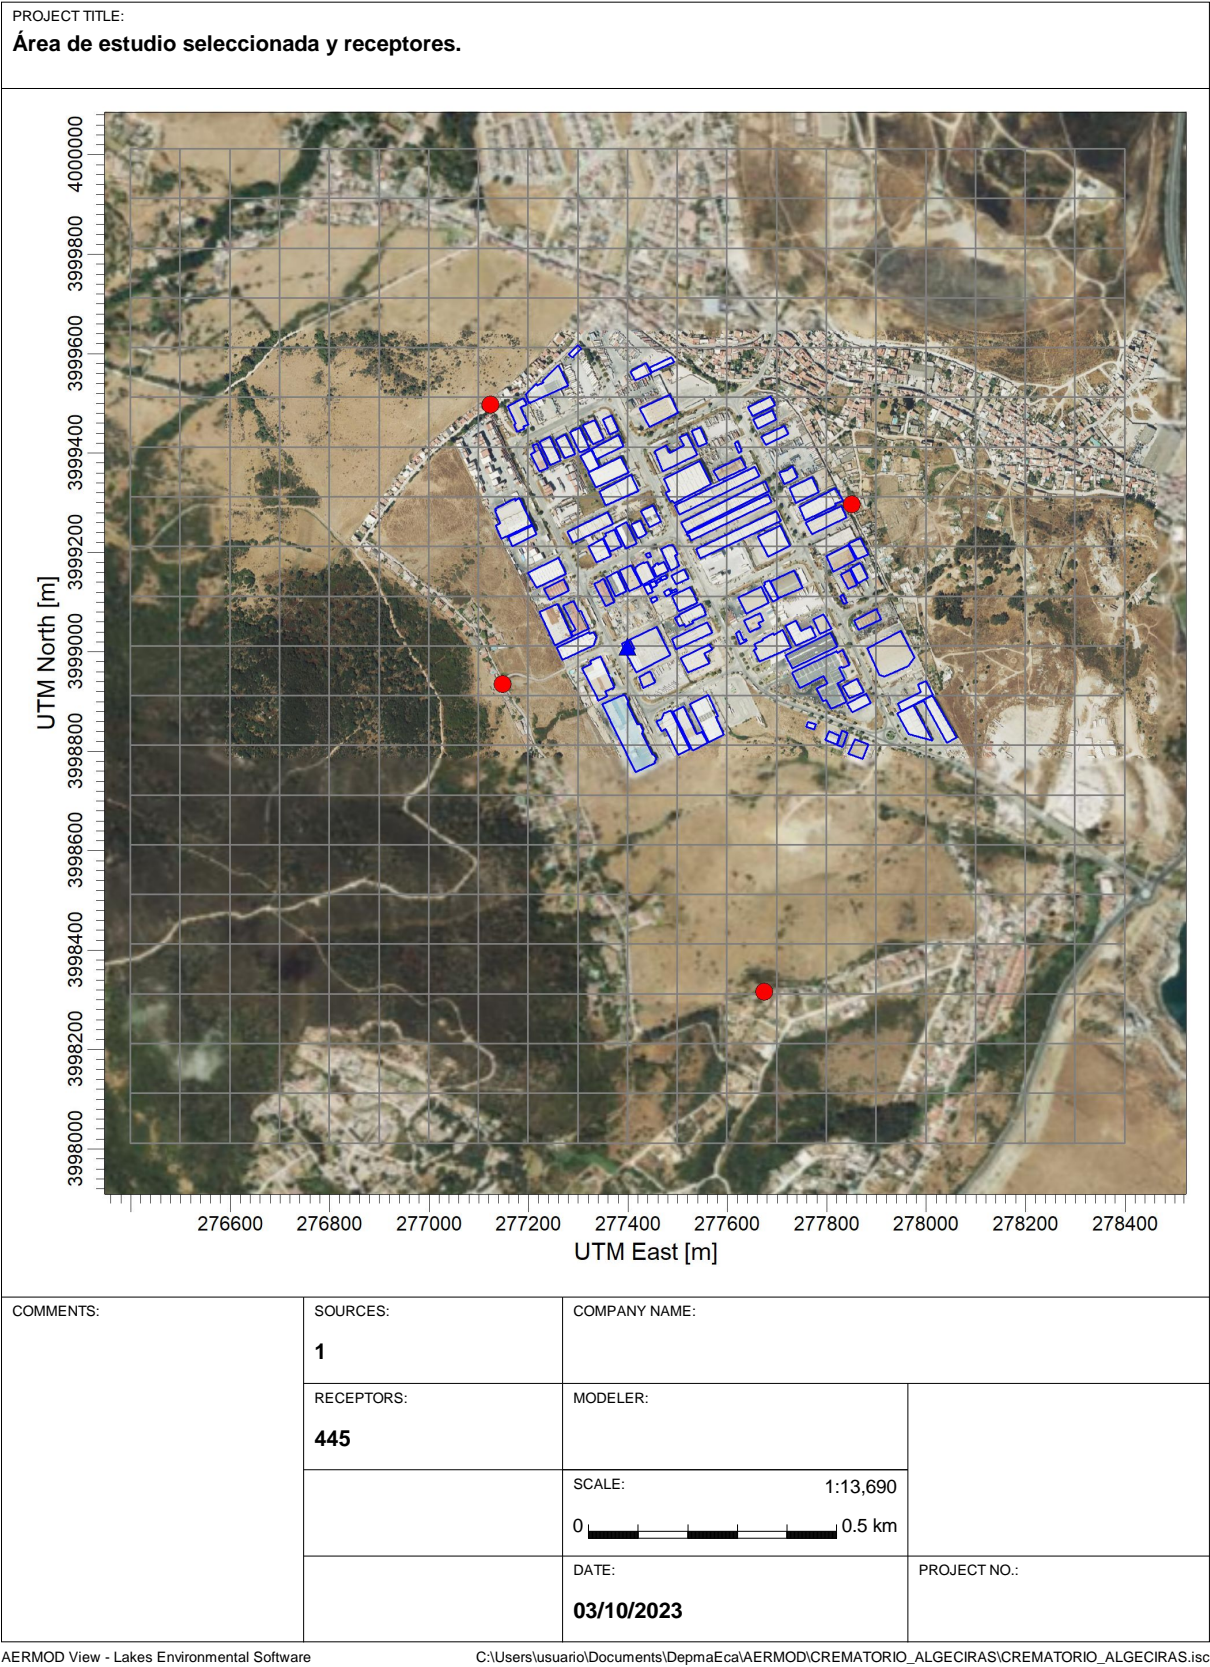 PROJECT TITLE:
Área de estudio seleccionada y receptores.
UTM North [m]
4000000
3999800
3999600
3999400
3999200
3999000
3998800
3998600
3998400
3998200
3998000
276600 276800 277000 277200 277400 277600 277800 278000 278200 278400
UTM East [m]
COMMENTS:
SOURCES:
1
COMPANY NAME:
RECEPTORS:
445
MODELER:
SCALE:
1:13,690
0 0.5 km
DATE:
03/10/2023
PROJECT NO.:
AERMOD View - Lakes Environmental Software
C:\Users\usuario\Documents\DepmaEca\AERMOD\CREMATORIO_ALGECIRAS\CREMATORIO_ALGECIRAS.isc